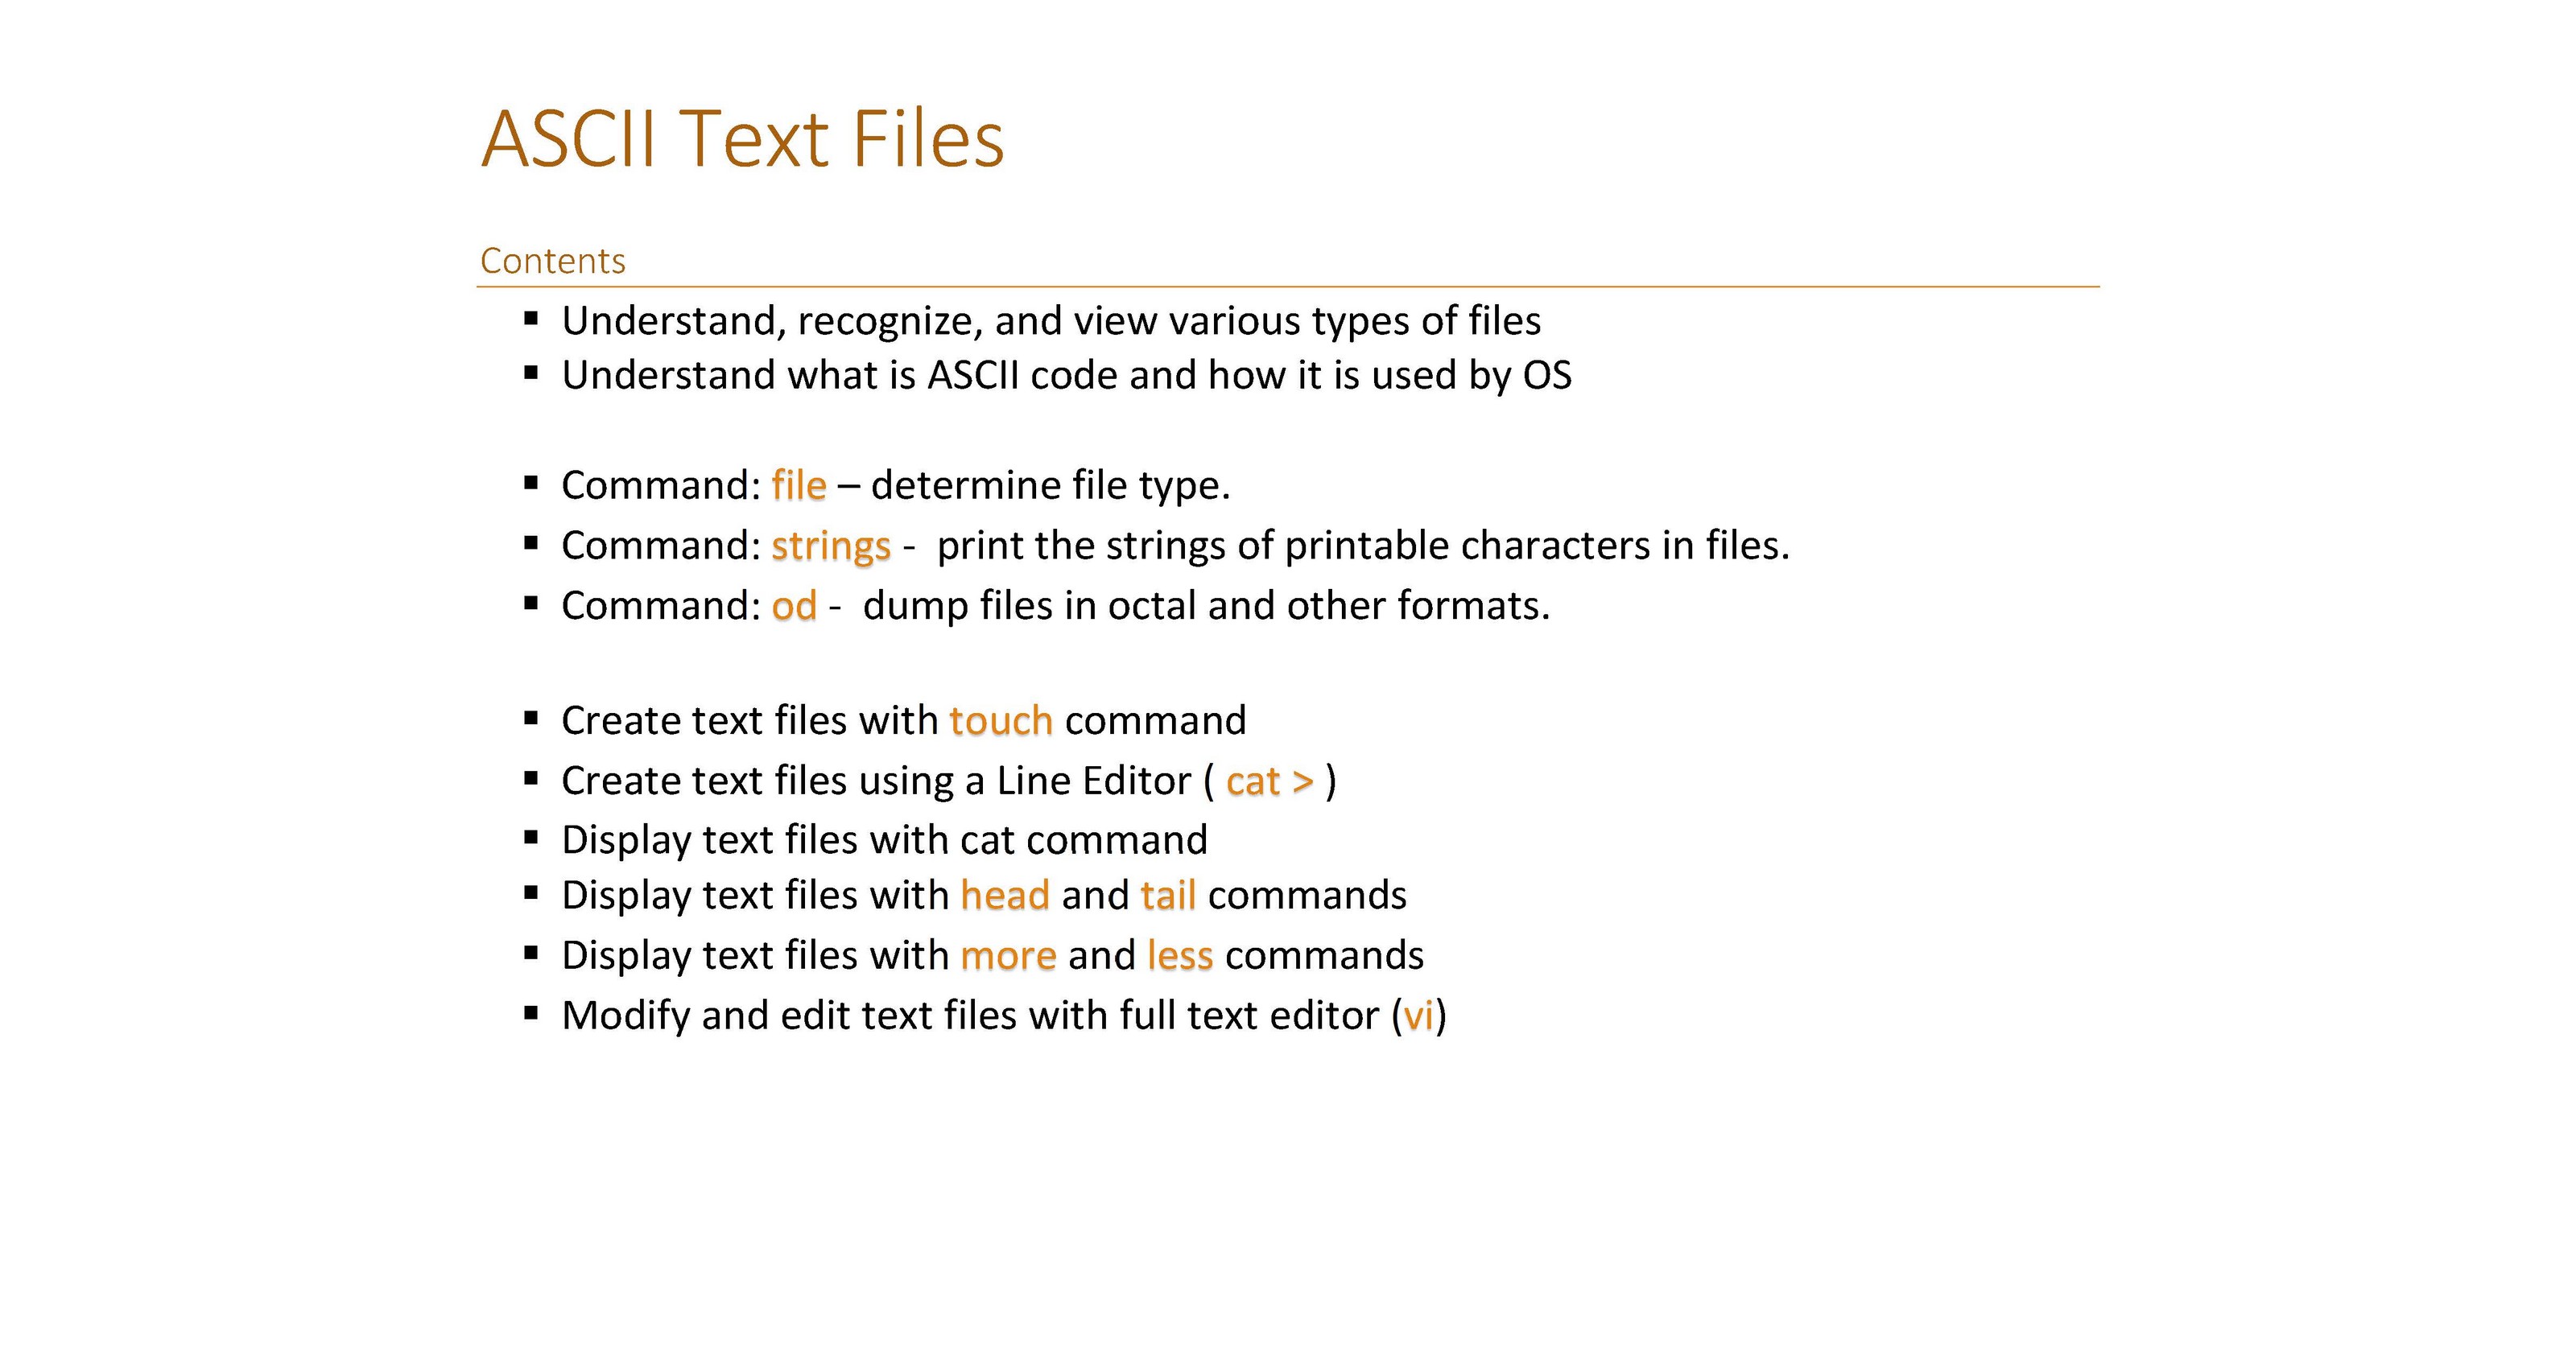 ASCII Text Files
Contents
▪ Understand, recognize, and view various types of files
▪ Understand what is ASCII code and how it is used by OS
▪ Command: file – determine file type.
▪ Command: strings -  print the strings of printable characters in files.
▪ Command: od -  dump files in octal and other formats.
▪ Create text files with touch command
▪ Create text files using a Line Editor ( cat > )
▪ Display text files with cat command
▪ Display text files with head and tail commands
▪ Display text files with more and less commands
▪ Modify and edit text files with full text editor (vi)